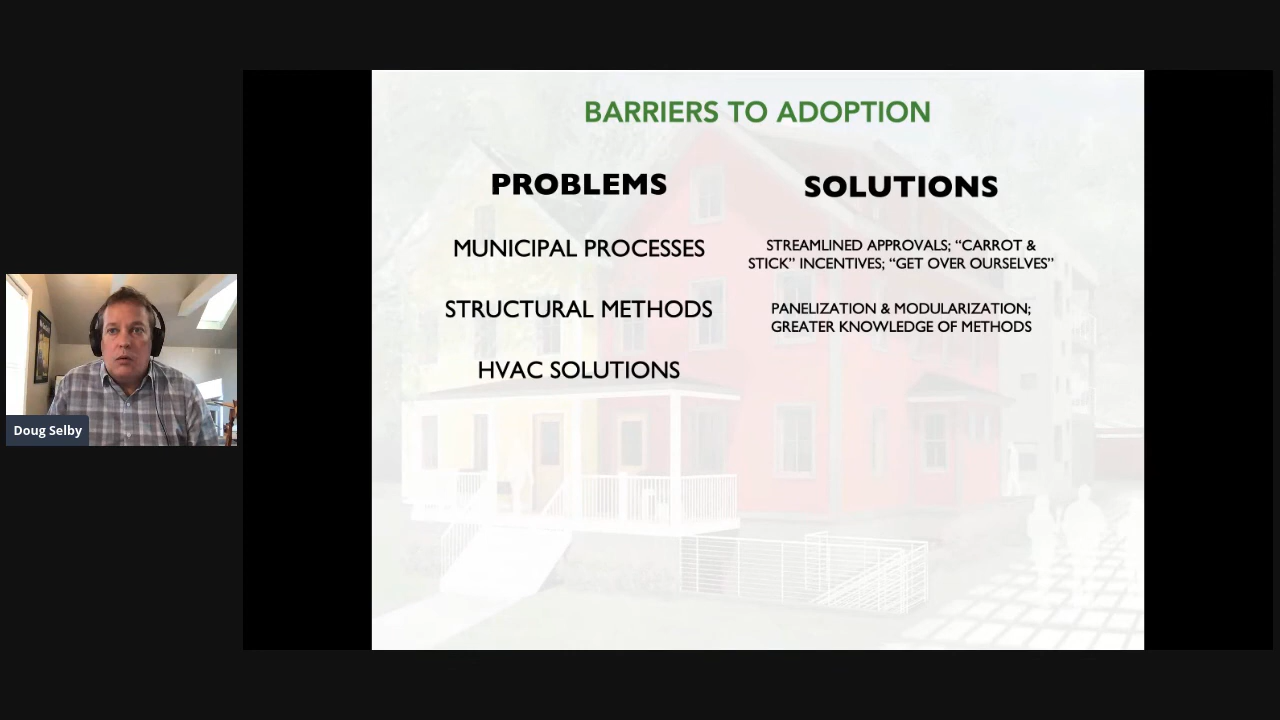 BARRIERS TO ADOPTION
PROBLEMS
SOLUTIONS
MUNICIPAL PROCESSES
STREAMLINED APPROVALS; “CARROT &
STICK” INCENTIVES; “GET OVER OURSELVES”
STRUCTURAL METHODS
PANELIZATION & MODULARIZATION;
GREATER KNOWLEDGE OF METHODS
HVAC SOLUTIONS
Doug Selby